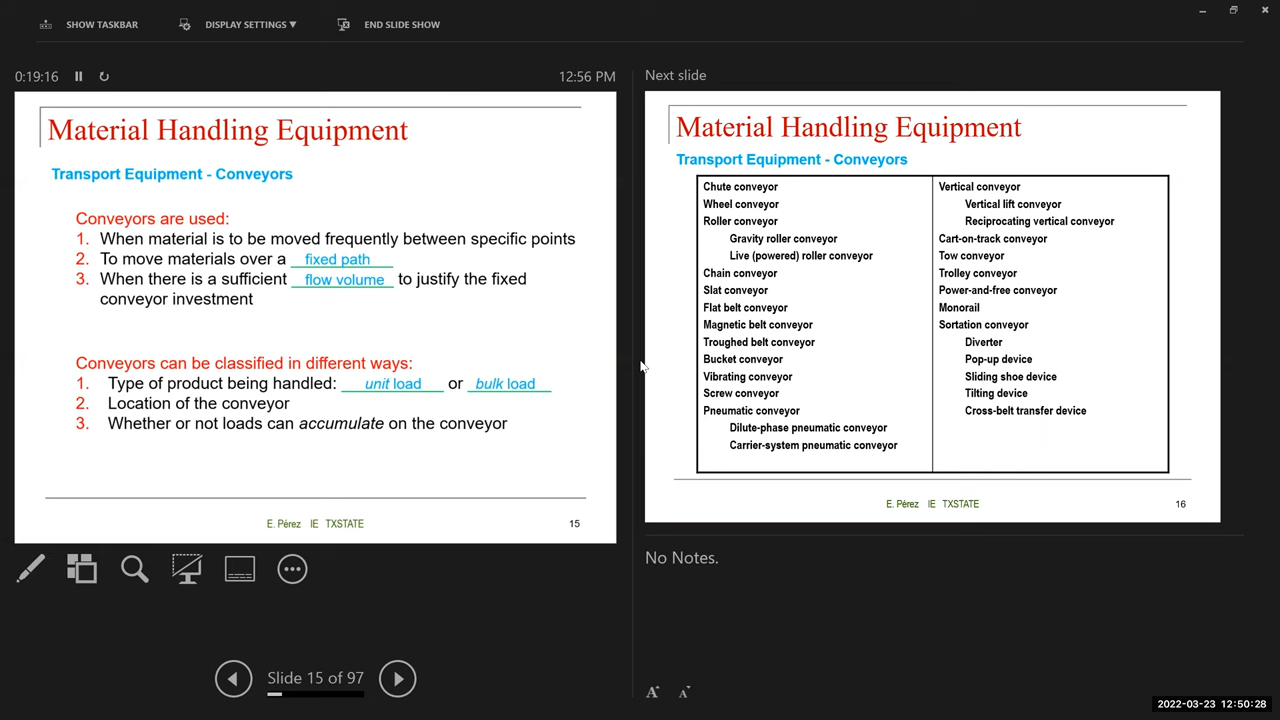 SHOW TASKBAR
DISPLAY SETTINGS ▼
END SLIDE SHOW
0:19:16
12:56 PM
Material Handling Equipment
Transport Equipment - Conveyors
Conveyors are used:
1. When material is to be moved frequently between specific points
2. To move materials over a fixed path
3. When there is a sufficient flow volume to justify the fixed
conveyor investment
Conveyors can be classified in different ways:
1. Type of product being handled: unit load or bulk load
2. Location of the conveyor
3. Whether or not loads can accumulate on the conveyor
E. Pérez IE TXSTATE
15
Slide 15 of 97
Next slide
Material Handling Equipment
Transport Equipment - Conveyors
Chute conveyor
Wheel conveyor
Roller conveyor
Gravity roller conveyor
Live (powered) roller conveyor
Chain conveyor
Slat conveyor
Flat belt conveyor
Magnetic belt conveyor
Troughed belt conveyor
Bucket conveyor
Vibrating conveyor
Screw conveyor
Pneumatic conveyor
Dilute-phase pneumatic conveyor
Carrier-system pneumatic conveyor
Vertical conveyor
Vertical lift conveyor
Reciprocating vertical conveyor
Cart-on-track conveyor
Tow conveyor
Trolley conveyor
Power-and-free conveyor
Monorail
Sortation conveyor
Diverter
Pop-up device
Sliding shoe device
Tilting device
Cross-belt transfer device
E. Pérez IE TXSTATE
16
No Notes.
A A
2022-03-23 12:50:28